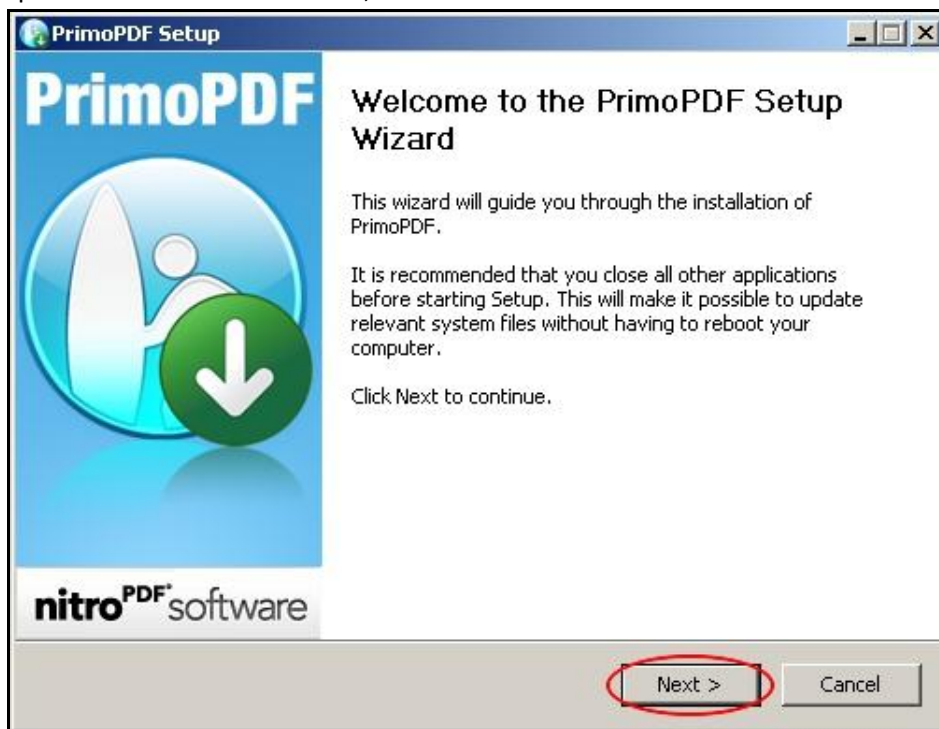 PrimoPDF Setup
PrimoPDF
Welcome to the PrimoPDF Setup
Wizard
This wizard will guide you through the installation of
PrimoPDF.
It is recommended that you close all other applications
before starting Setup. This will make it possible to update
relevant system files without having to reboot your
computer.
Click Next to continue.
nitroPDF® software
Next >
Cancel